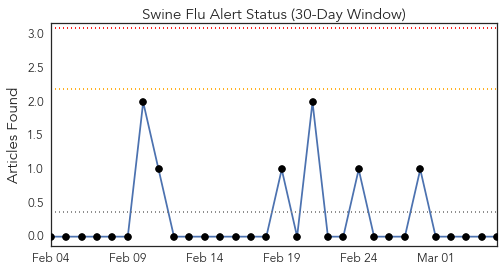 Swine Flu Alert Status (30-Day Window)
Articles Found
3.0
2.5
2.0
1.5
1.0
0.5
0.0
Feb 04
Feb 09
Feb 14
Feb 19
Feb 24
Mar 01